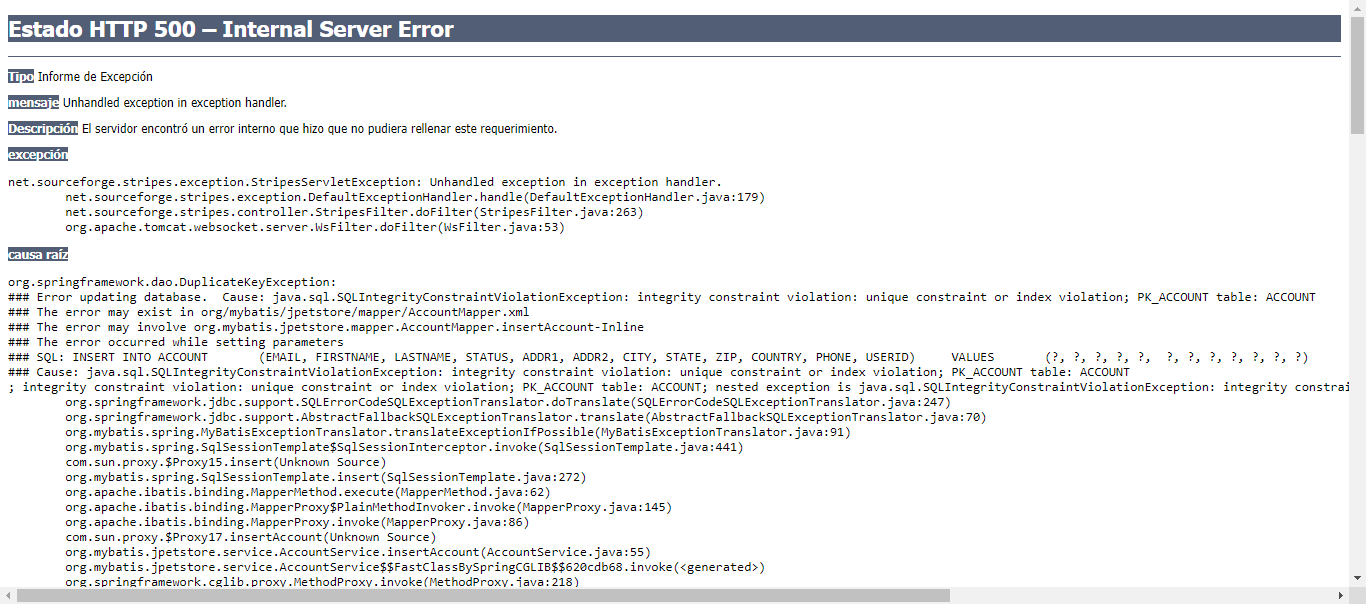 Estado HTTP 500 – Internal Server Error
Tipo Informe de Excepción
mensaje Unhandled exception in exception handler.
Descripción El servidor encontró un error interno que hizo que no pudiera rellenar este requerimiento.
excepción
net.sourceforge.stripes.exception.StripesServletException: Unhandled exception in exception handler.
net.sourceforge.stripes.exception.DefaultExceptionHandler.handle(DefaultExceptionHandler.java:179)
net.sourceforge.stripes.controller.StripesFilter.doFilter(StripesFilter.java:263)
org.apache.tomcat.websocket.server.WsFilter.doFilter(WsFilter.java:53)
causa raíz
org.springframework.dao.DuplicateKeyException:
### Error updating database.  Cause: java.sql.SQLIntegrityConstraintViolationException: integrity constraint violation: unique constraint or index violation; PK_ACCOUNT table: ACCOUNT
### The error may exist in org/mybatis/jpetstore/mapper/AccountMapper.xml
### The error may involve org.mybatis.jpetstore.mapper.AccountMapper.insertAccount-Inline
### The error occurred while setting parameters
### SQL: INSERT INTO ACCOUNT       (EMAIL, FIRSTNAME, LASTNAME, STATUS, ADDR1, ADDR2, CITY, STATE, ZIP, COUNTRY, PHONE, USERID)     VALUES       (?, ?, ?, ?, ?,  ?, ?, ?, ?, ?, ?, ?)
### Cause: java.sql.SQLIntegrityConstraintViolationException: integrity constraint violation: unique constraint or index violation; PK_ACCOUNT table: ACCOUNT
; integrity constraint violation: unique constraint or index violation; PK_ACCOUNT table: ACCOUNT; nested exception is java.sql.SQLIntegrityConstraintViolationException: integrity constrai
org.springframework.jdbc.support.SQLErrorCodeSQLExceptionTranslator.doTranslate(SQLErrorCodeSQLExceptionTranslator.java:247)
org.springframework.jdbc.support.AbstractFallbackSQLExceptionTranslator.translate(AbstractFallbackSQLExceptionTranslator.java:70)
org.mybatis.spring.MyBatisExceptionTranslator.translateExceptionIfPossible(MyBatisExceptionTranslator.java:91)
org.mybatis.spring.SqlSessionTemplate$SqlSessionInterceptor.invoke(SqlSessionTemplate.java:441)
com.sun.proxy.$Proxy15.insert(Unknown Source)
org.mybatis.spring.SqlSessionTemplate.insert(SqlSessionTemplate.java:272)
org.apache.ibatis.binding.MapperMethod.execute(MapperMethod.java:62)
org.apache.ibatis.binding.MapperProxy$PlainMethodInvoker.invoke(MapperProxy.java:145)
org.apache.ibatis.binding.MapperProxy.invoke(MapperProxy.java:86)
com.sun.proxy.$Proxy17.insertAccount(Unknown Source)
org.mybatis.jpetstore.service.AccountService.insertAccount(AccountService.java:55)
org.mybatis.jpetstore.service.AccountService$$FastClassBySpringCGLIB$$620cdb68.invoke(<generated>)
org.springframework.cglib.proxy.MethodProxy.invoke(MethodProxy.java:218)